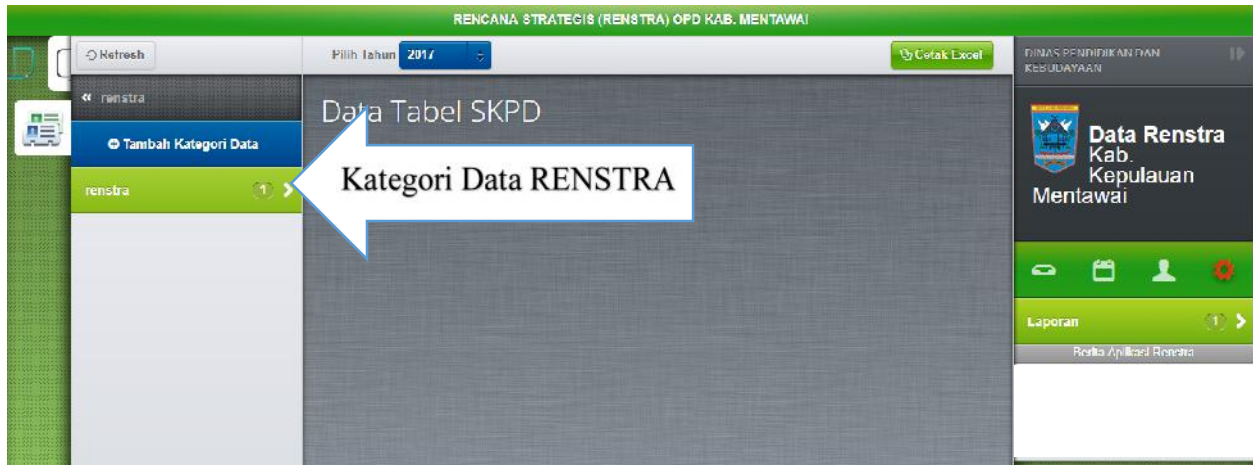 RENCANA STRATEGIS (RENSTRA) OPD KAB. MENTAWAI
Refresh
Pilih Tahun 2017
Cetak Excel
DINAS PENDIDIKAN DAN
KEBUDAYAAN
« renstra
Tambah Kategori Data
renstra 1
Data Tabel SKPD
Kategori Data RENSTRA
Data Renstra
Kab.
Kepulauan
Mentawai
Laporan 1
Berita Aplikasi Renstra